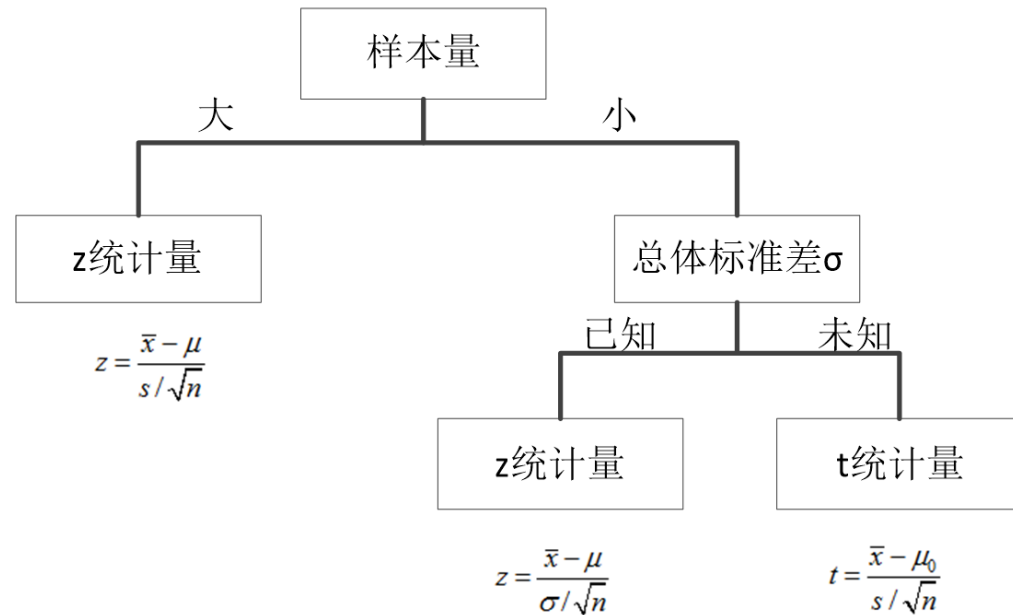 样本量
大
小
z统计量
总体标准差σ
z = (x̄ − μ) / (s/√n)
已知
未知
z统计量
t统计量
z = (x̄ − μ) / (σ/√n)
t = (x̄ − μ₀) / (s/√n)